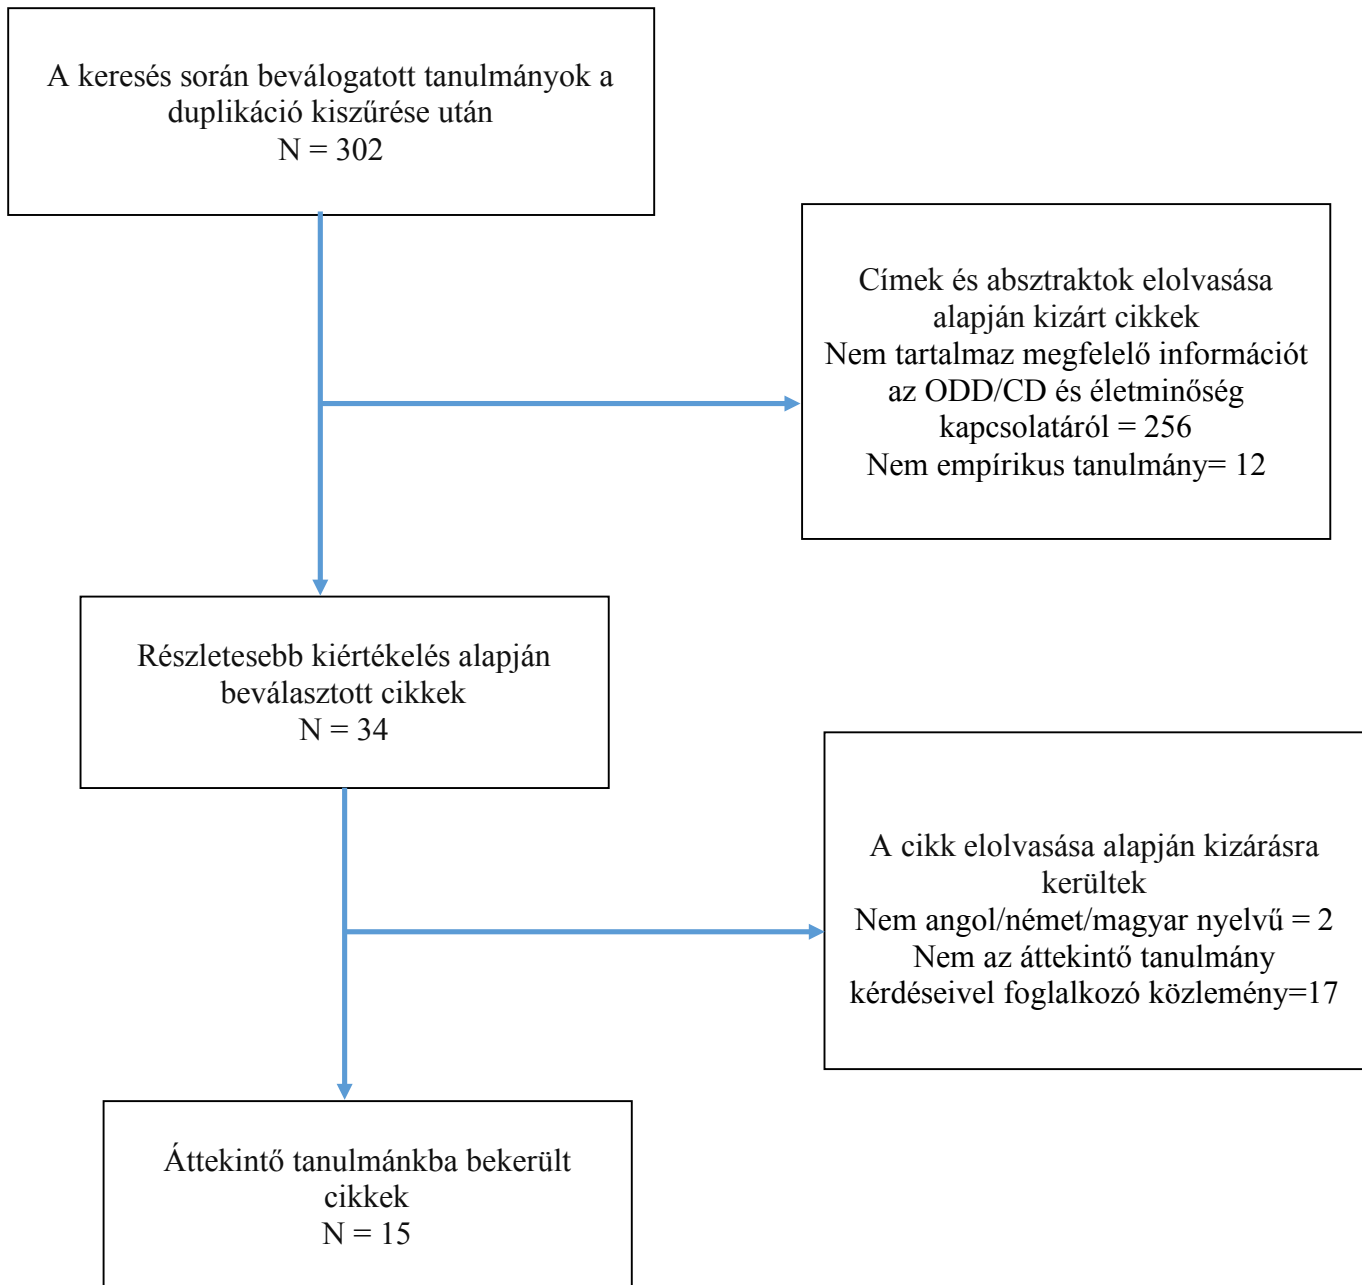 A keresés során beválogatott tanulmányok a
duplikáció kiszűrése után
N = 302
Címek és absztraktok elolvasása
alapján kizárt cikkek
Nem tartalmaz megfelelő információt
az ODD/CD és életminőség
kapcsolatáról = 256
Nem empírikus tanulmány= 12
Részletesebb kiértékelés alapján
beválasztott cikkek
N = 34
A cikk elolvasása alapján kizárásra
kerültek
Nem angol/német/magyar nyelvű = 2
Nem az áttekintő tanulmány
kérdéseivel foglalkozó közlemény=17
Áttekintő tanulmánkba bekerült
cikkek
N = 15